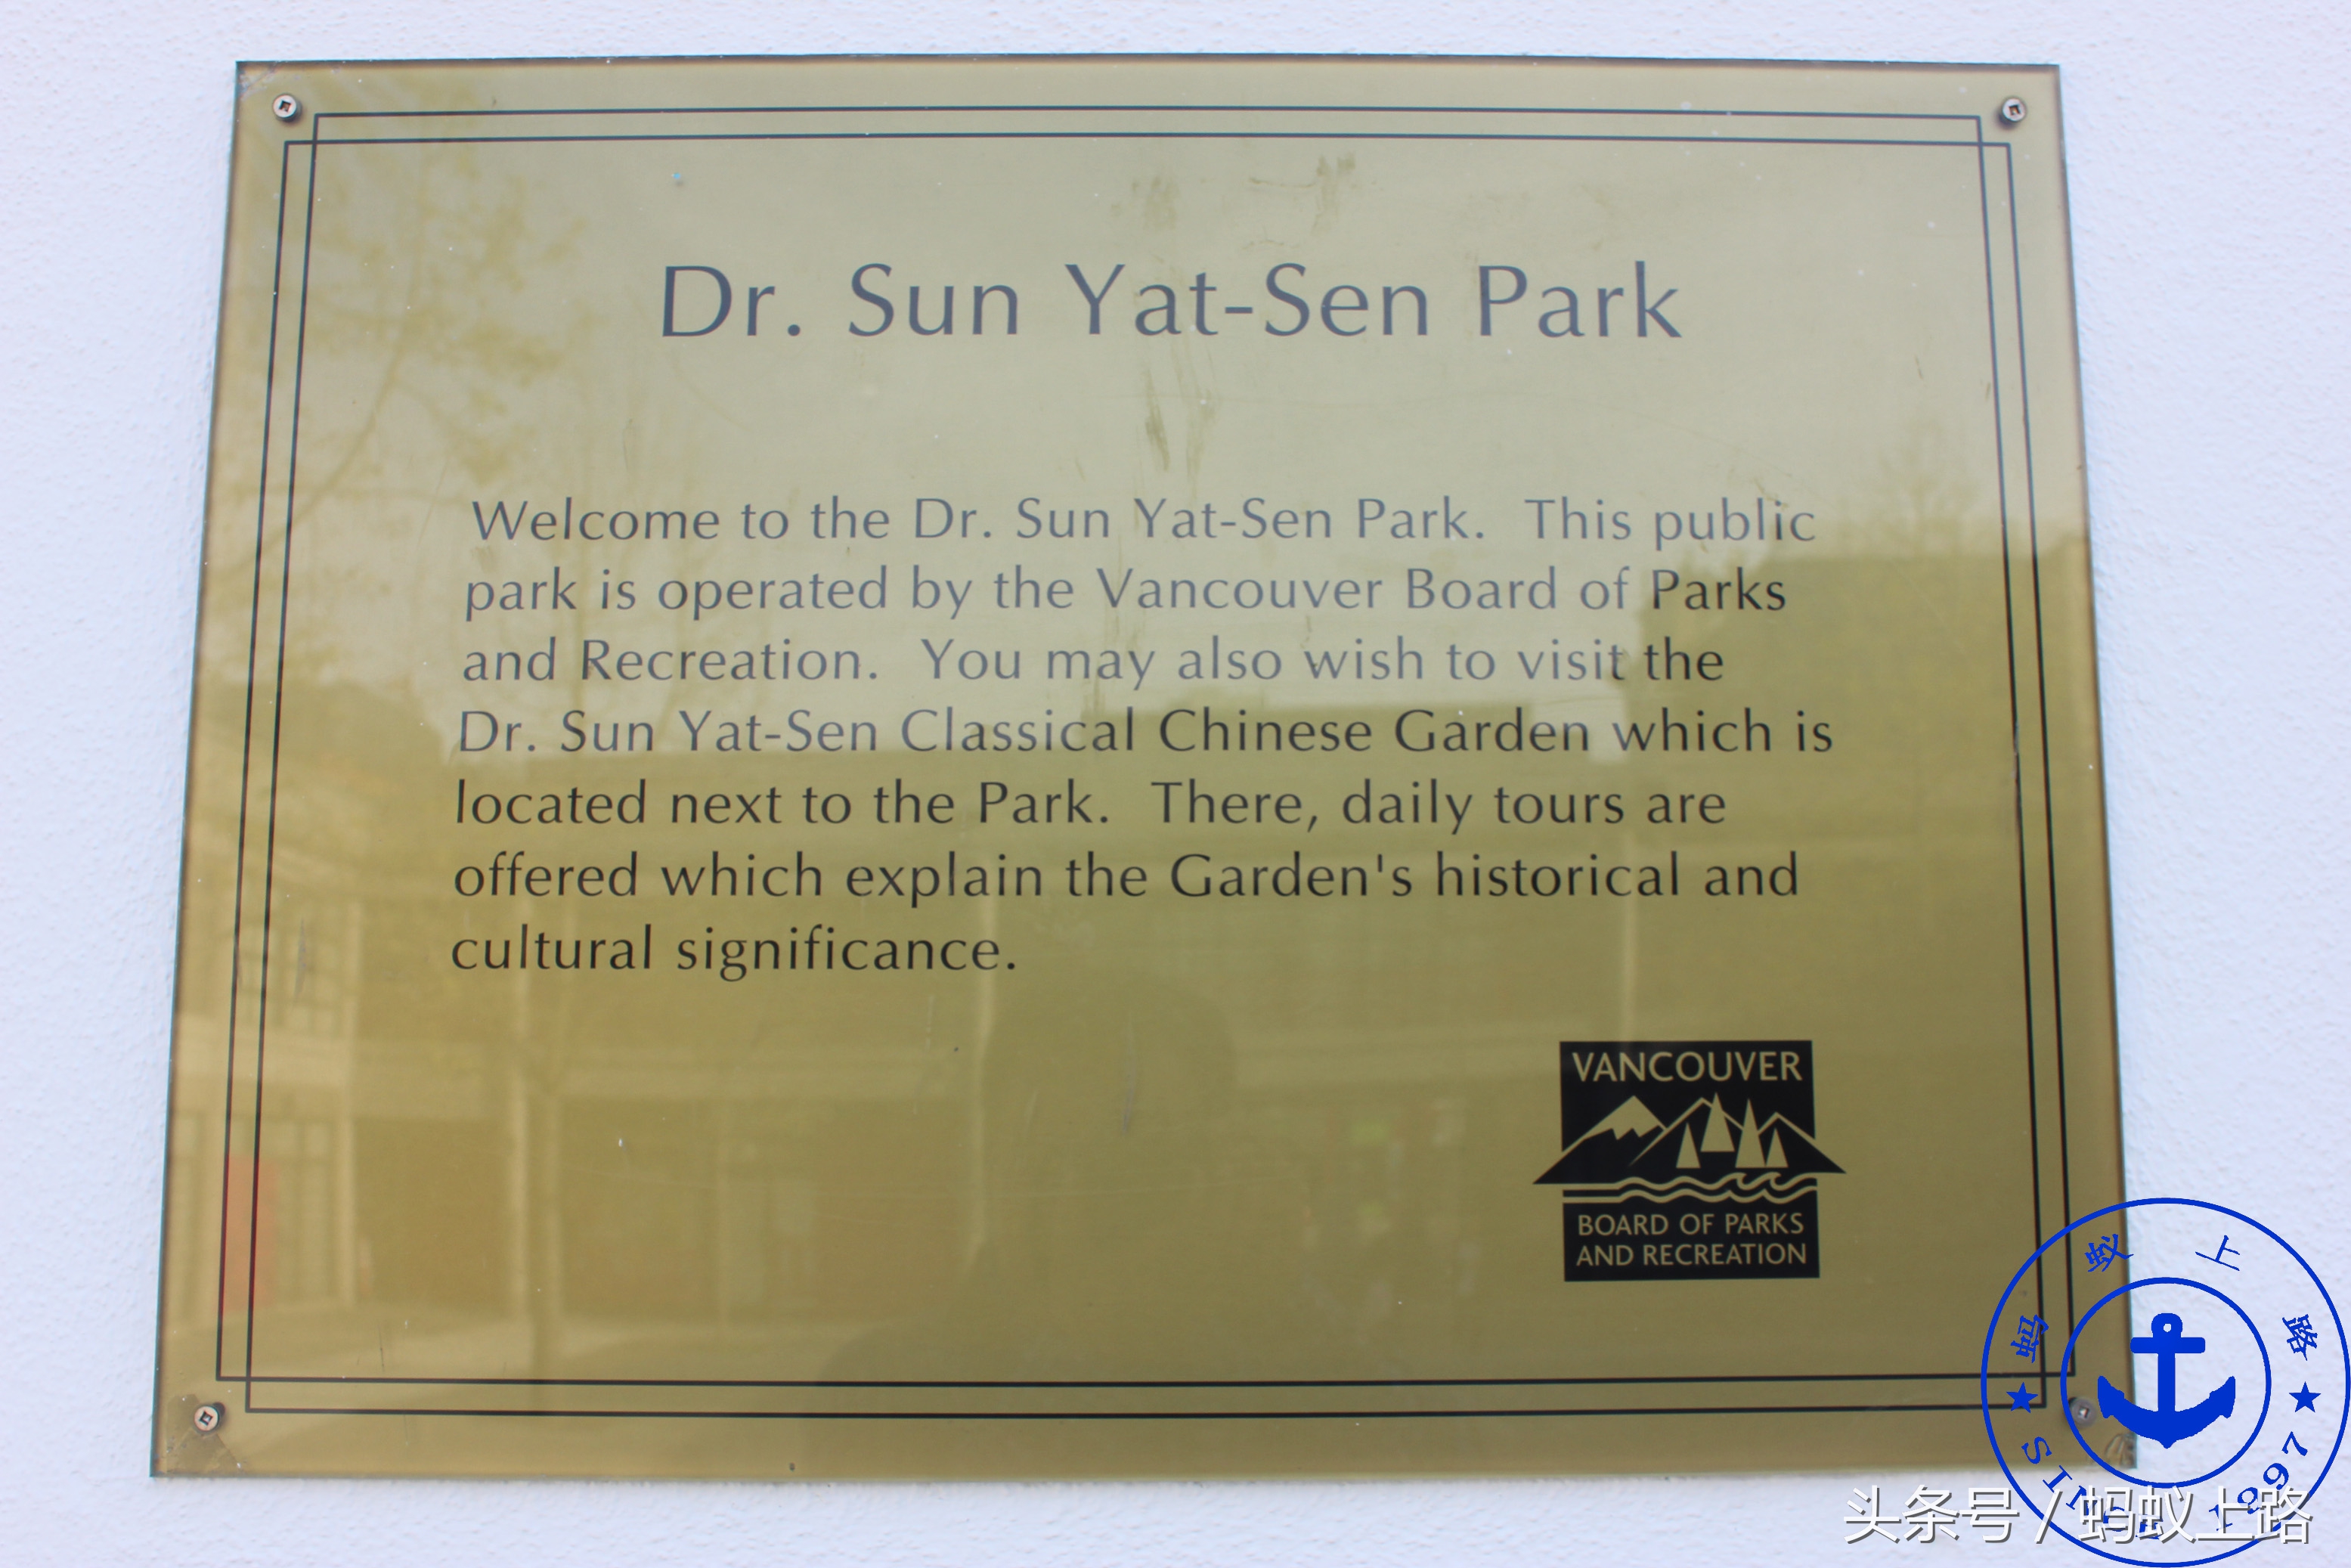 Dr. Sun Yat-Sen Park
Welcome to the Dr. Sun Yat-Sen Park. This public
park is operated by the Vancouver Board of Parks
and Recreation. You may also wish to visit the
Dr. Sun Yat-Sen Classical Chinese Garden which is
located next to the Park. There, daily tours are
offered which explain the Garden's historical and
cultural significance.
VANCOUVER
BOARD OF PARKS
AND RECREATION
蚂蚁上路
SINCE 1897
头条号 / 蚂蚁上路